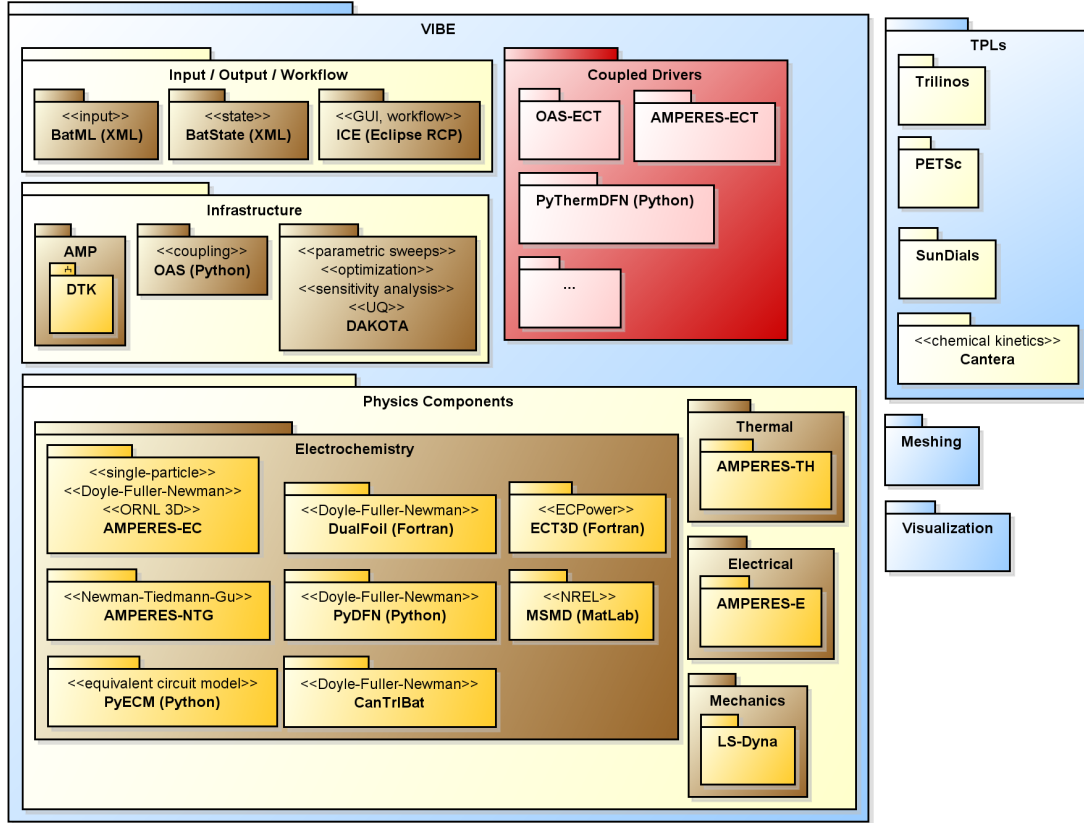 VIBE
Input / Output / Workflow
<<input>>
BatML (XML)
<<state>>
BatState (XML)
<<GUI, workflow>>
ICE (Eclipse RCP)
Coupled Drivers
OAS-ECT
AMPERES-ECT
PyThermDFN (Python)
...
Infrastructure
AMP
DTK
<<coupling>>
OAS (Python)
<<parametric sweeps>>
<<optimization>>
<<sensitivity analysis>>
<<UQ>>
DAKOTA
Physics Components
Electrochemistry
<<single-particle>>
<<Doyle-Fuller-Newman>>
<<ORNL 3D>>
AMPERES-EC
<<Doyle-Fuller-Newman>>
DualFoil (Fortran)
<<ECPower>>
ECT3D (Fortran)
<<Newman-Tiedmann-Gu>>
AMPERES-NTG
<<Doyle-Fuller-Newman>>
PyDFN (Python)
<<NREL>>
MSMD (MatLab)
<<equivalent circuit model>>
PyECM (Python)
<<Doyle-Fuller-Newman>>
CanTrlBat
Thermal
AMPERES-TH
Electrical
AMPERES-E
Mechanics
LS-Dyna
TPLs
Trilinos
PETSc
SunDials
<<chemical kinetics>>
Cantera
Meshing
Visualization